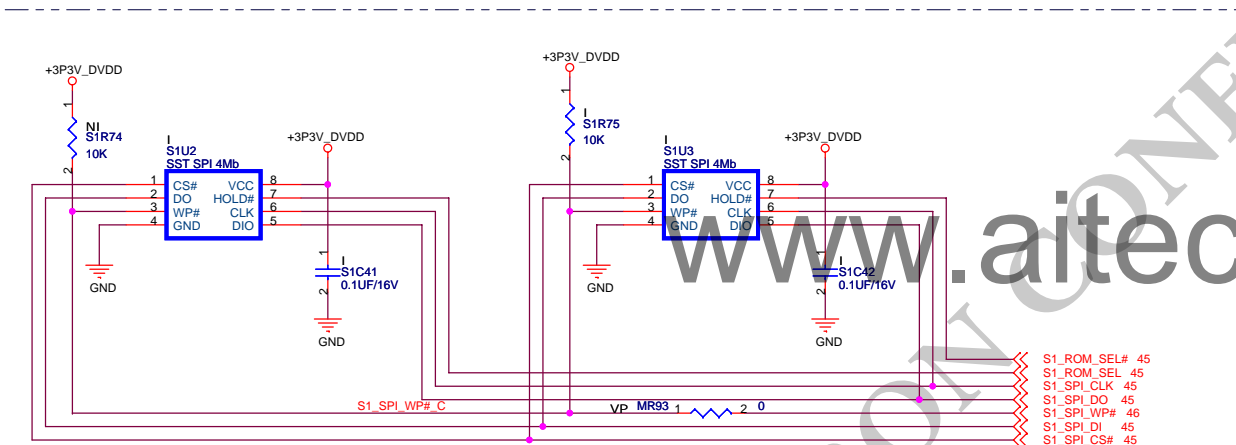 +3P3V_DVDD
NI
S1R74
10K
1
2
+3P3V_DVDD
I
S1U2
SST SPI 4Mb
1 CS# VCC 8
2 DO HOLD# 7
3 WP# CLK 6
4 GND DIO 5
GND
1
I
S1C41
0.1UF/16V
2
GND
+3P3V_DVDD
I
S1R75
10K
1
2
+3P3V_DVDD
I
S1U3
SST SPI 4Mb
1 CS# VCC 8
2 DO HOLD# 7
3 WP# CLK 6
4 GND DIO 5
GND
1
I
S1C42
0.1UF/16V
2
GND
www.aitec
ON CONF
S1_SPI_WP#_C
VP MR93 1 2 0
S1_ROM_SEL# 45
S1_ROM_SEL 45
S1_SPI_CLK 45
S1_SPI_DO 45
S1_SPI_WP# 46
S1_SPI_DI 45
S1_SPI_CS# 45